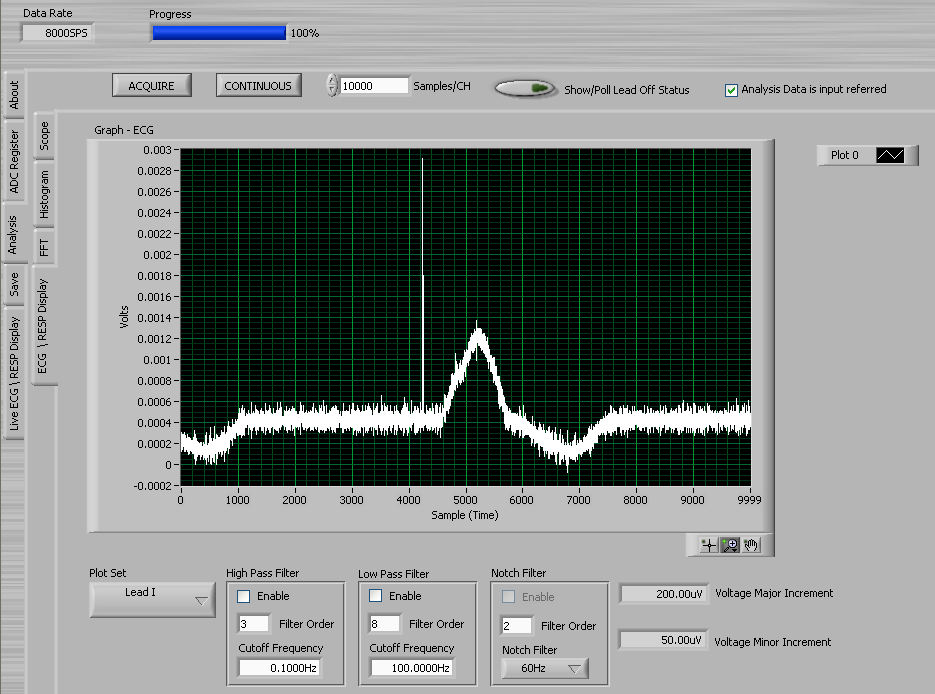 Data Rate
8000SPS
Progress
100%
ACQUIRE
CONTINUOUS
10000
Samples/CH
Show/Poll Lead Off Status
Analysis Data is input referred
About
ADC Register
Analysis
Save
Live ECG \ RESP Display
Scope
Histogram
FFT
ECG \ RESP Display
Graph - ECG
Plot 0
Volts
0.003
0.0028
0.0026
0.0024
0.0022
0.002
0.0018
0.0016
0.0014
0.0012
0.001
0.0008
0.0006
0.0004
0.0002
0
-0.0002
0 1000 2000 3000 4000 5000 6000 7000 8000 9000 9999
Sample (Time)
Plot Set
Lead I
High Pass Filter
Enable
3 Filter Order
Cutoff Frequency
0.1000Hz
Low Pass Filter
Enable
8 Filter Order
Cutoff Frequency
100.0000Hz
Notch Filter
Enable
2 Filter Order
Notch Filter
60Hz
200.00uV Voltage Major Increment
50.00uV Voltage Minor Increment